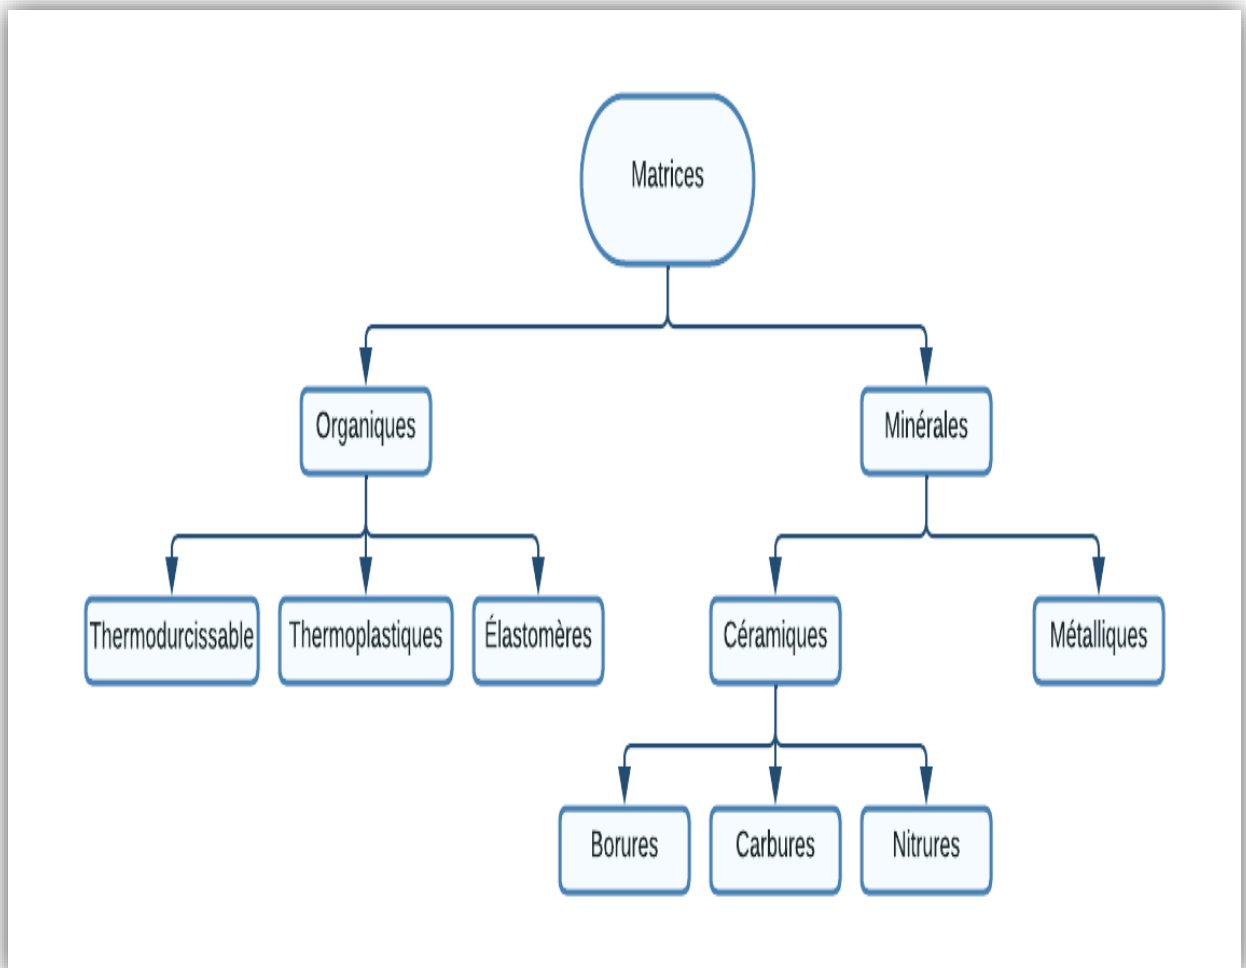 Matrices
Organiques
Minérales
Thermodurcissable
Thermoplastiques
Élastomères
Céramiques
Métalliques
Borures
Carbures
Nitrures